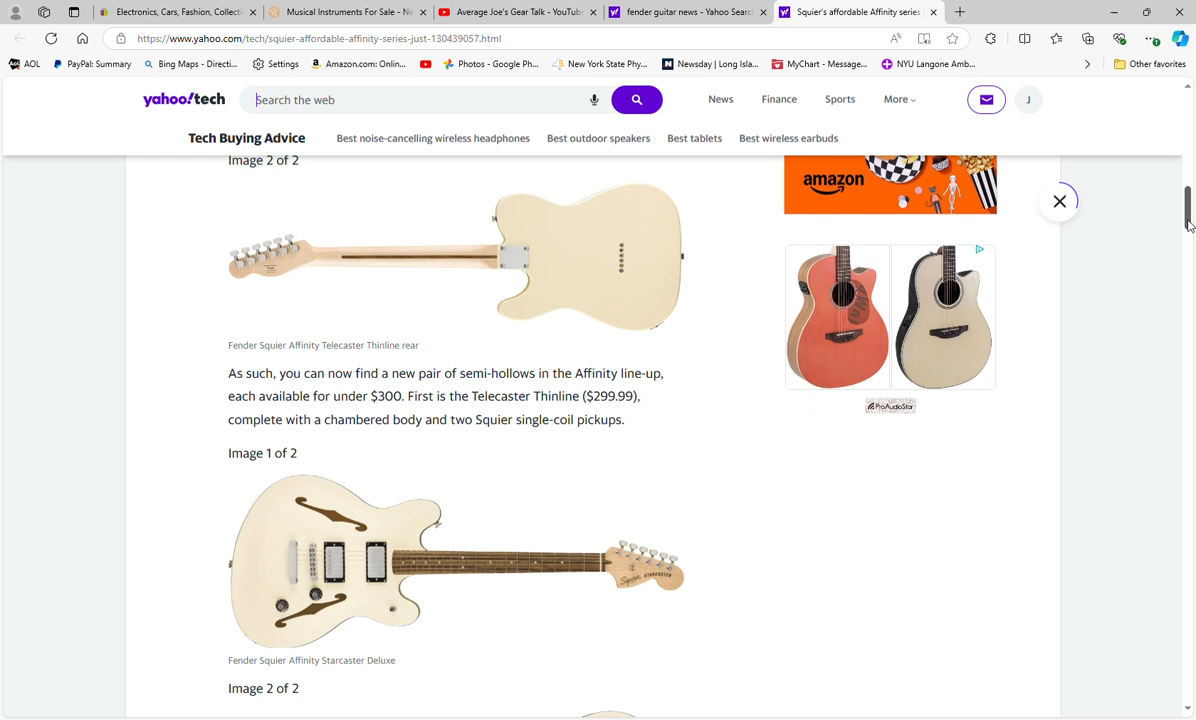 Electronics, Cars, Fashion, Collecti
Musical Instruments For Sale - Ne
Average Joe's Gear Talk - YouTube
fender guitar news - Yahoo Search
Squier's affordable Affinity series
https://www.yahoo.com/tech/squier-affordable-affinity-series-just-130439057.html
AOL
PayPal: Summary
Bing Maps - Directi...
Settings
Amazon.com: Onlin...
Photos - Google Ph...
New York State Phy...
Newsday | Long Isla...
MyChart - Message...
NYU Langone Amb...
Other favorites
yahoo!tech
Search the web
News
Finance
Sports
More
J
Tech Buying Advice
Best noise-cancelling wireless headphones
Best outdoor speakers
Best tablets
Best wireless earbuds
Image 2 of 2
amazon
Fender Squier Affinity Telecaster Thinline rear
As such, you can now find a new pair of semi-hollows in the Affinity line-up,
each available for under $300. First is the Telecaster Thinline ($299.99),
complete with a chambered body and two Squier single-coil pickups.
ProAudioStar
Image 1 of 2
Squier STARCASTER
Fender Squier Affinity Starcaster Deluxe
Image 2 of 2